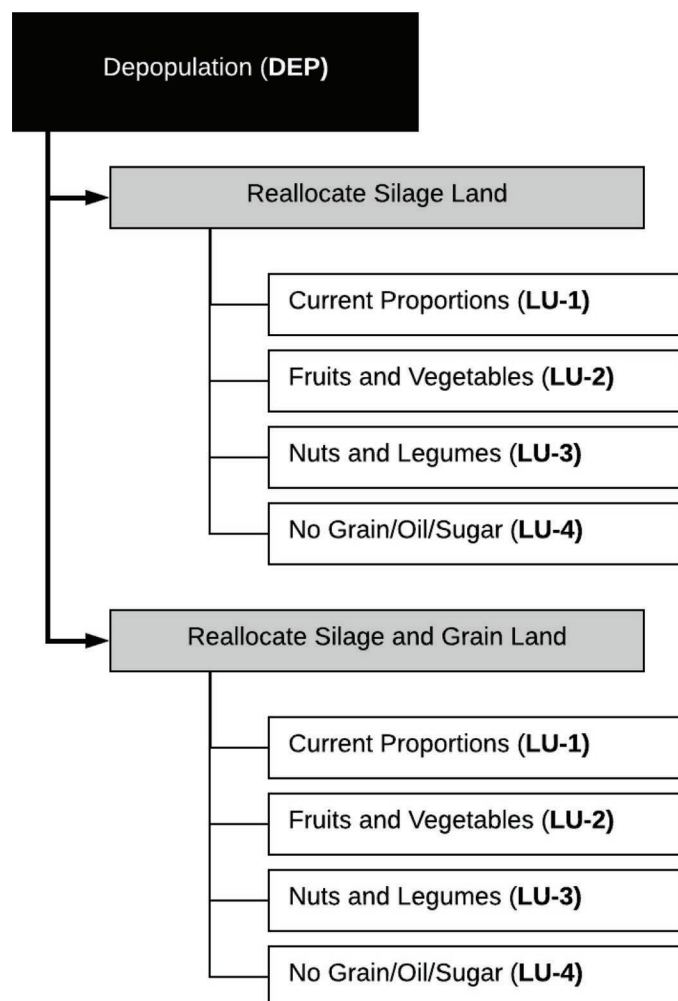 Depopulation (DEP)
Reallocate Silage Land
Current Proportions (LU-1)
Fruits and Vegetables (LU-2)
Nuts and Legumes (LU-3)
No Grain/Oil/Sugar (LU-4)
Reallocate Silage and Grain Land
Current Proportions (LU-1)
Fruits and Vegetables (LU-2)
Nuts and Legumes (LU-3)
No Grain/Oil/Sugar (LU-4)